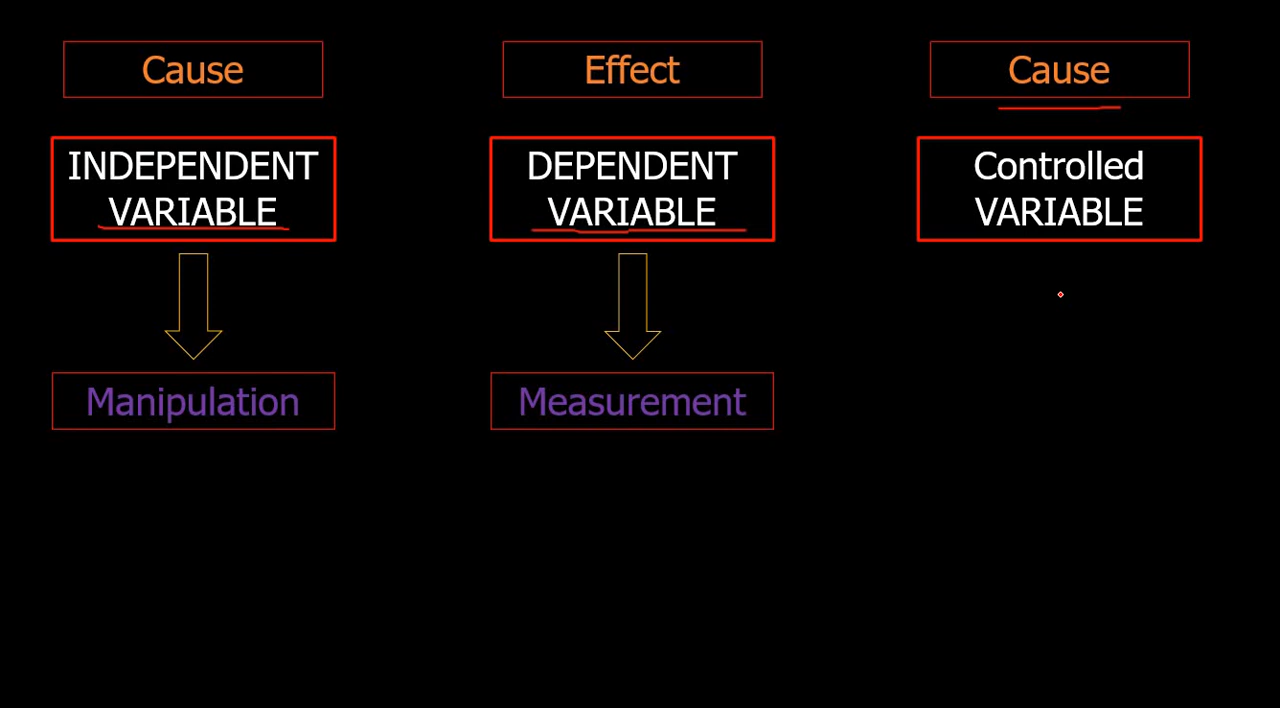 Cause
Effect
Cause
INDEPENDENT
VARIABLE
DEPENDENT
VARIABLE
Controlled
VARIABLE
Manipulation
Measurement